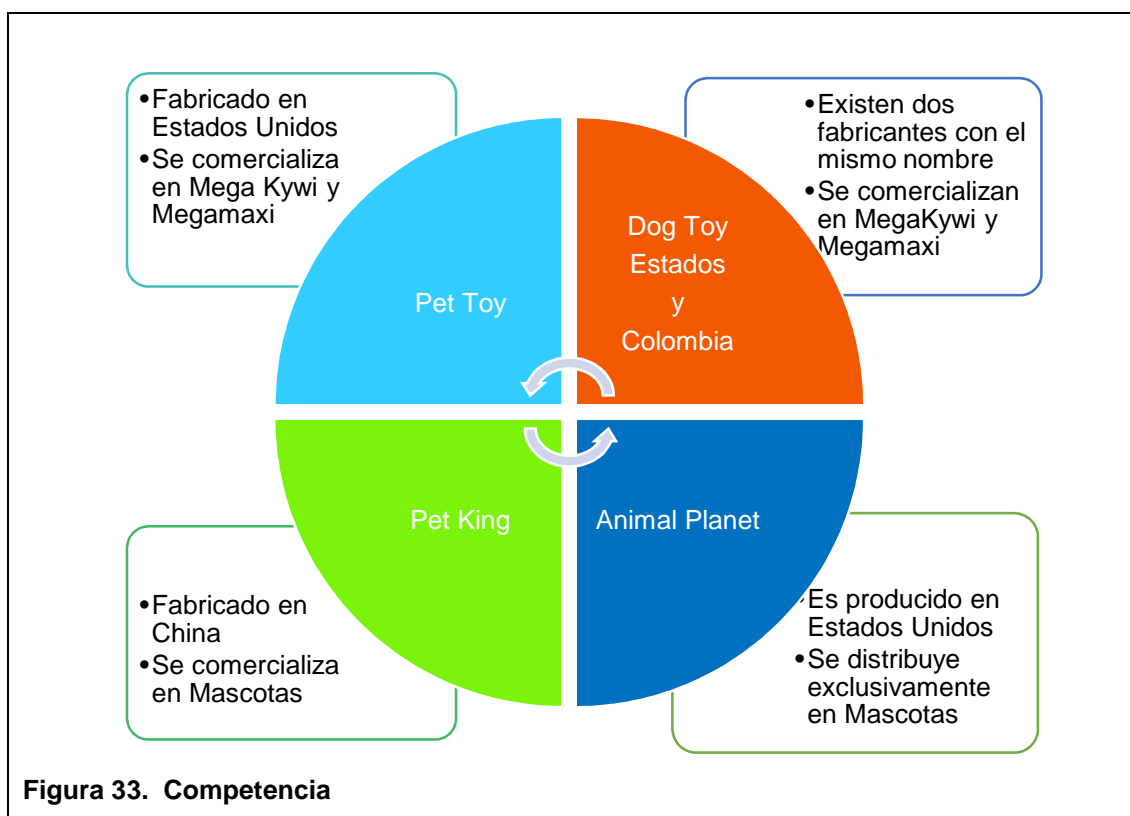 •Fabricado en
Estados Unidos
•Se comercializa
en Mega Kywi y
Megamaxi
•Existen dos
fabricantes con el
mismo nombre
•Se comercializan
en MegaKywi y
Megamaxi
Pet Toy
Dog Toy
Estados
y
Colombia
Pet King
Animal Planet
•Fabricado en
China
•Se comercializa
en Mascotas
•Es producido en
Estados Unidos
•Se distribuye
exclusivamente
en Mascotas
Figura 33. Competencia